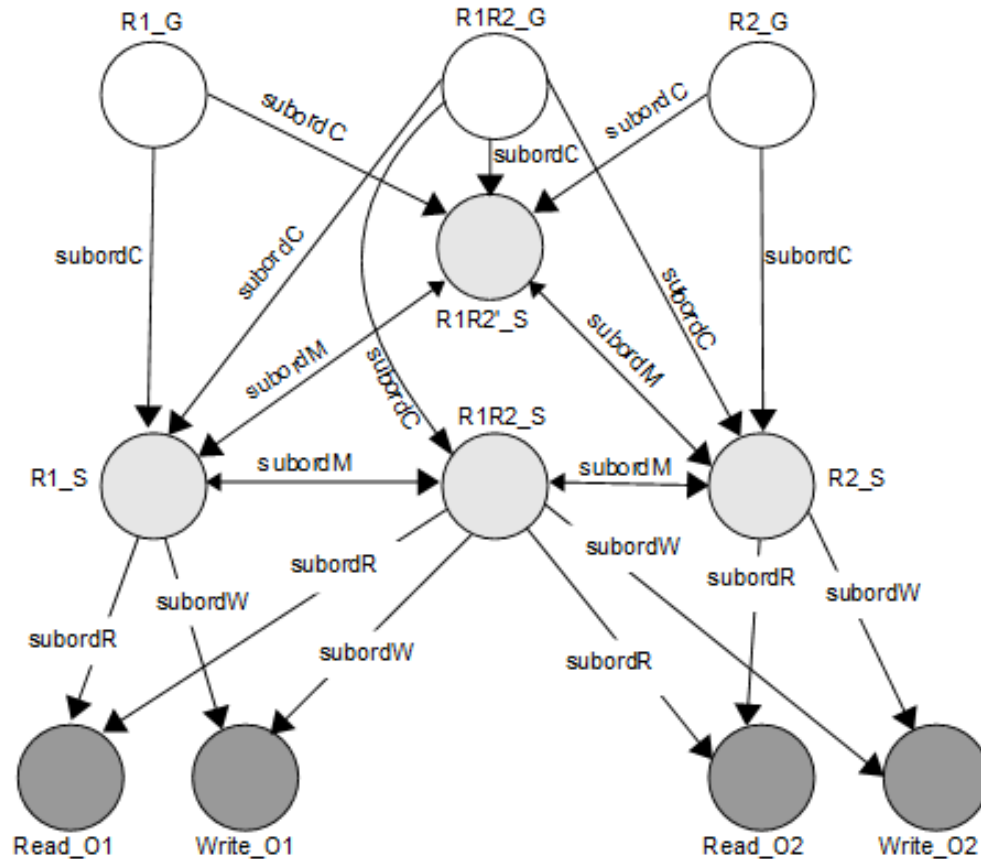 R1_G
R1R2_G
R2_G
subordC
subordC
subordC
subordC
subordC
subordC
subordC
R1R2'_S
subordM
subordM
subordC
R1R2_S
R1_S
subordM
subordM
R2_S
subordR
subordW
subordR
subordW
subordW
subordR
subordW
subordR
Read_O1
Write_O1
Read_O2
Write_O2